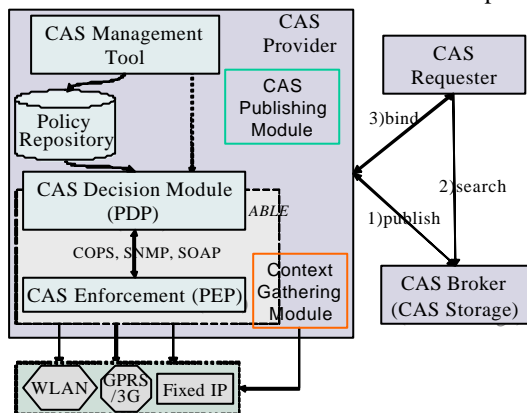 CAS Management
Tool
CAS
Provider
CAS
Publishing
Module
Policy
Repository
CAS Decision Module
(PDP)
ABLE
COPS, SNMP, SOAP
CAS Enforcement (PEP)
Context
Gathering
Module
WLAN
GPRS
/3G
Fixed IP
CAS
Requester
3)bind
2)search
1)publish
CAS Broker
(CAS Storage)